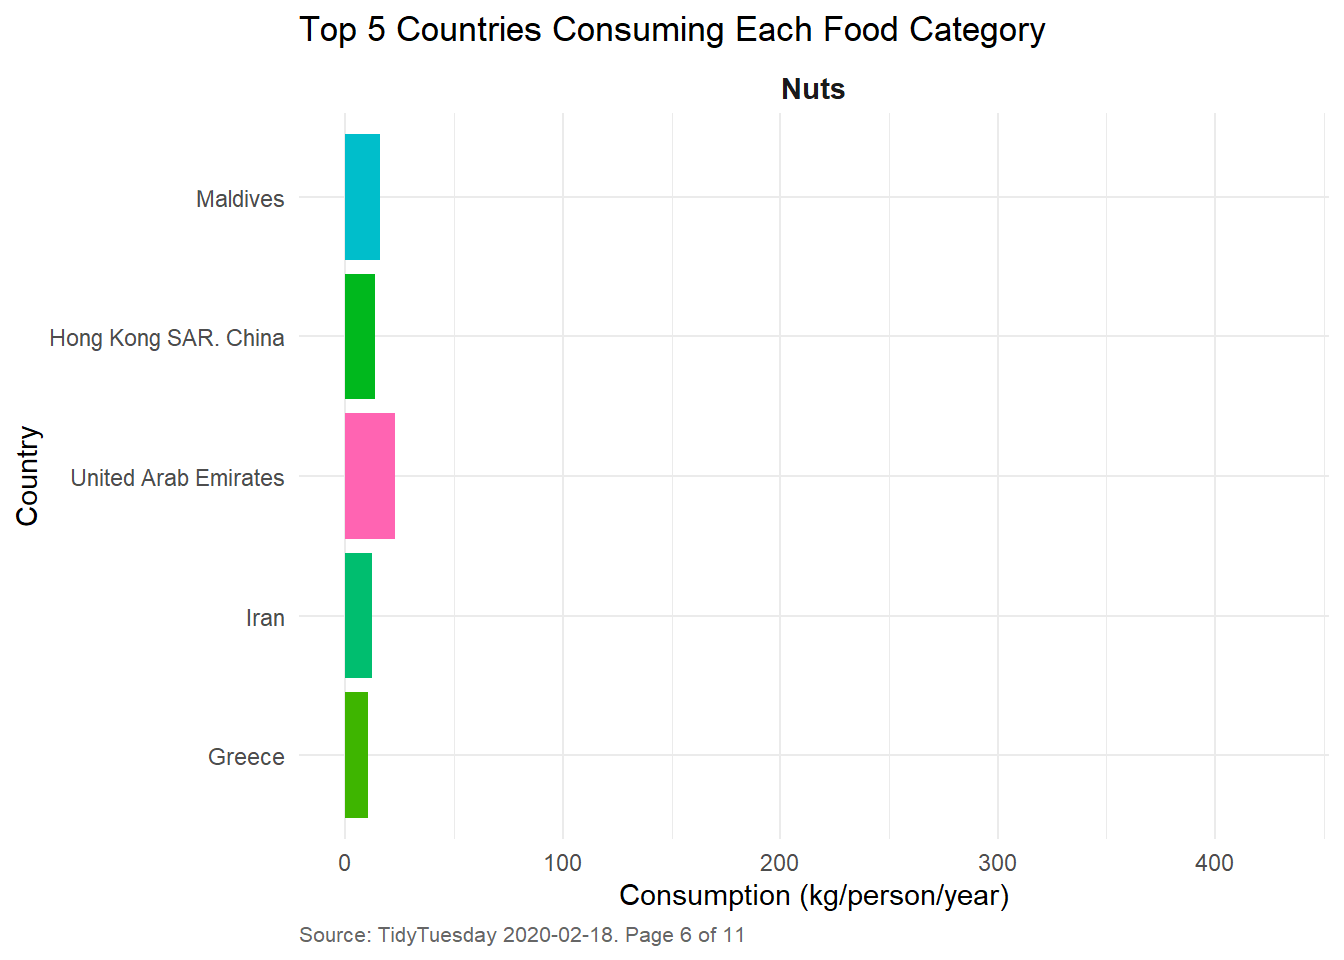 Top 5 Countries Consuming Each Food Category
Nuts
Maldives
Hong Kong SAR. China
United Arab Emirates
Iran
Greece
Country
0 100 200 300 400
Consumption (kg/person/year)
Source: TidyTuesday 2020-02-18. Page 6 of 11